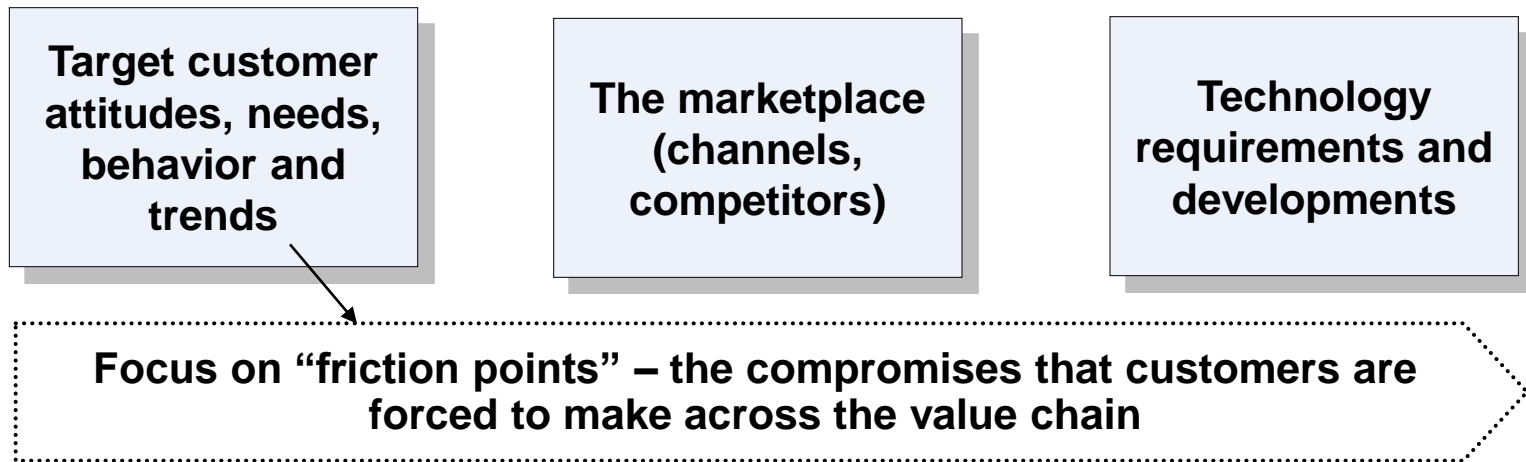 Target customer
attitudes, needs,
behavior and
trends
The marketplace
(channels,
competitors)
Technology
requirements and
developments
Focus on “friction points” – the compromises that customers are
forced to make across the value chain